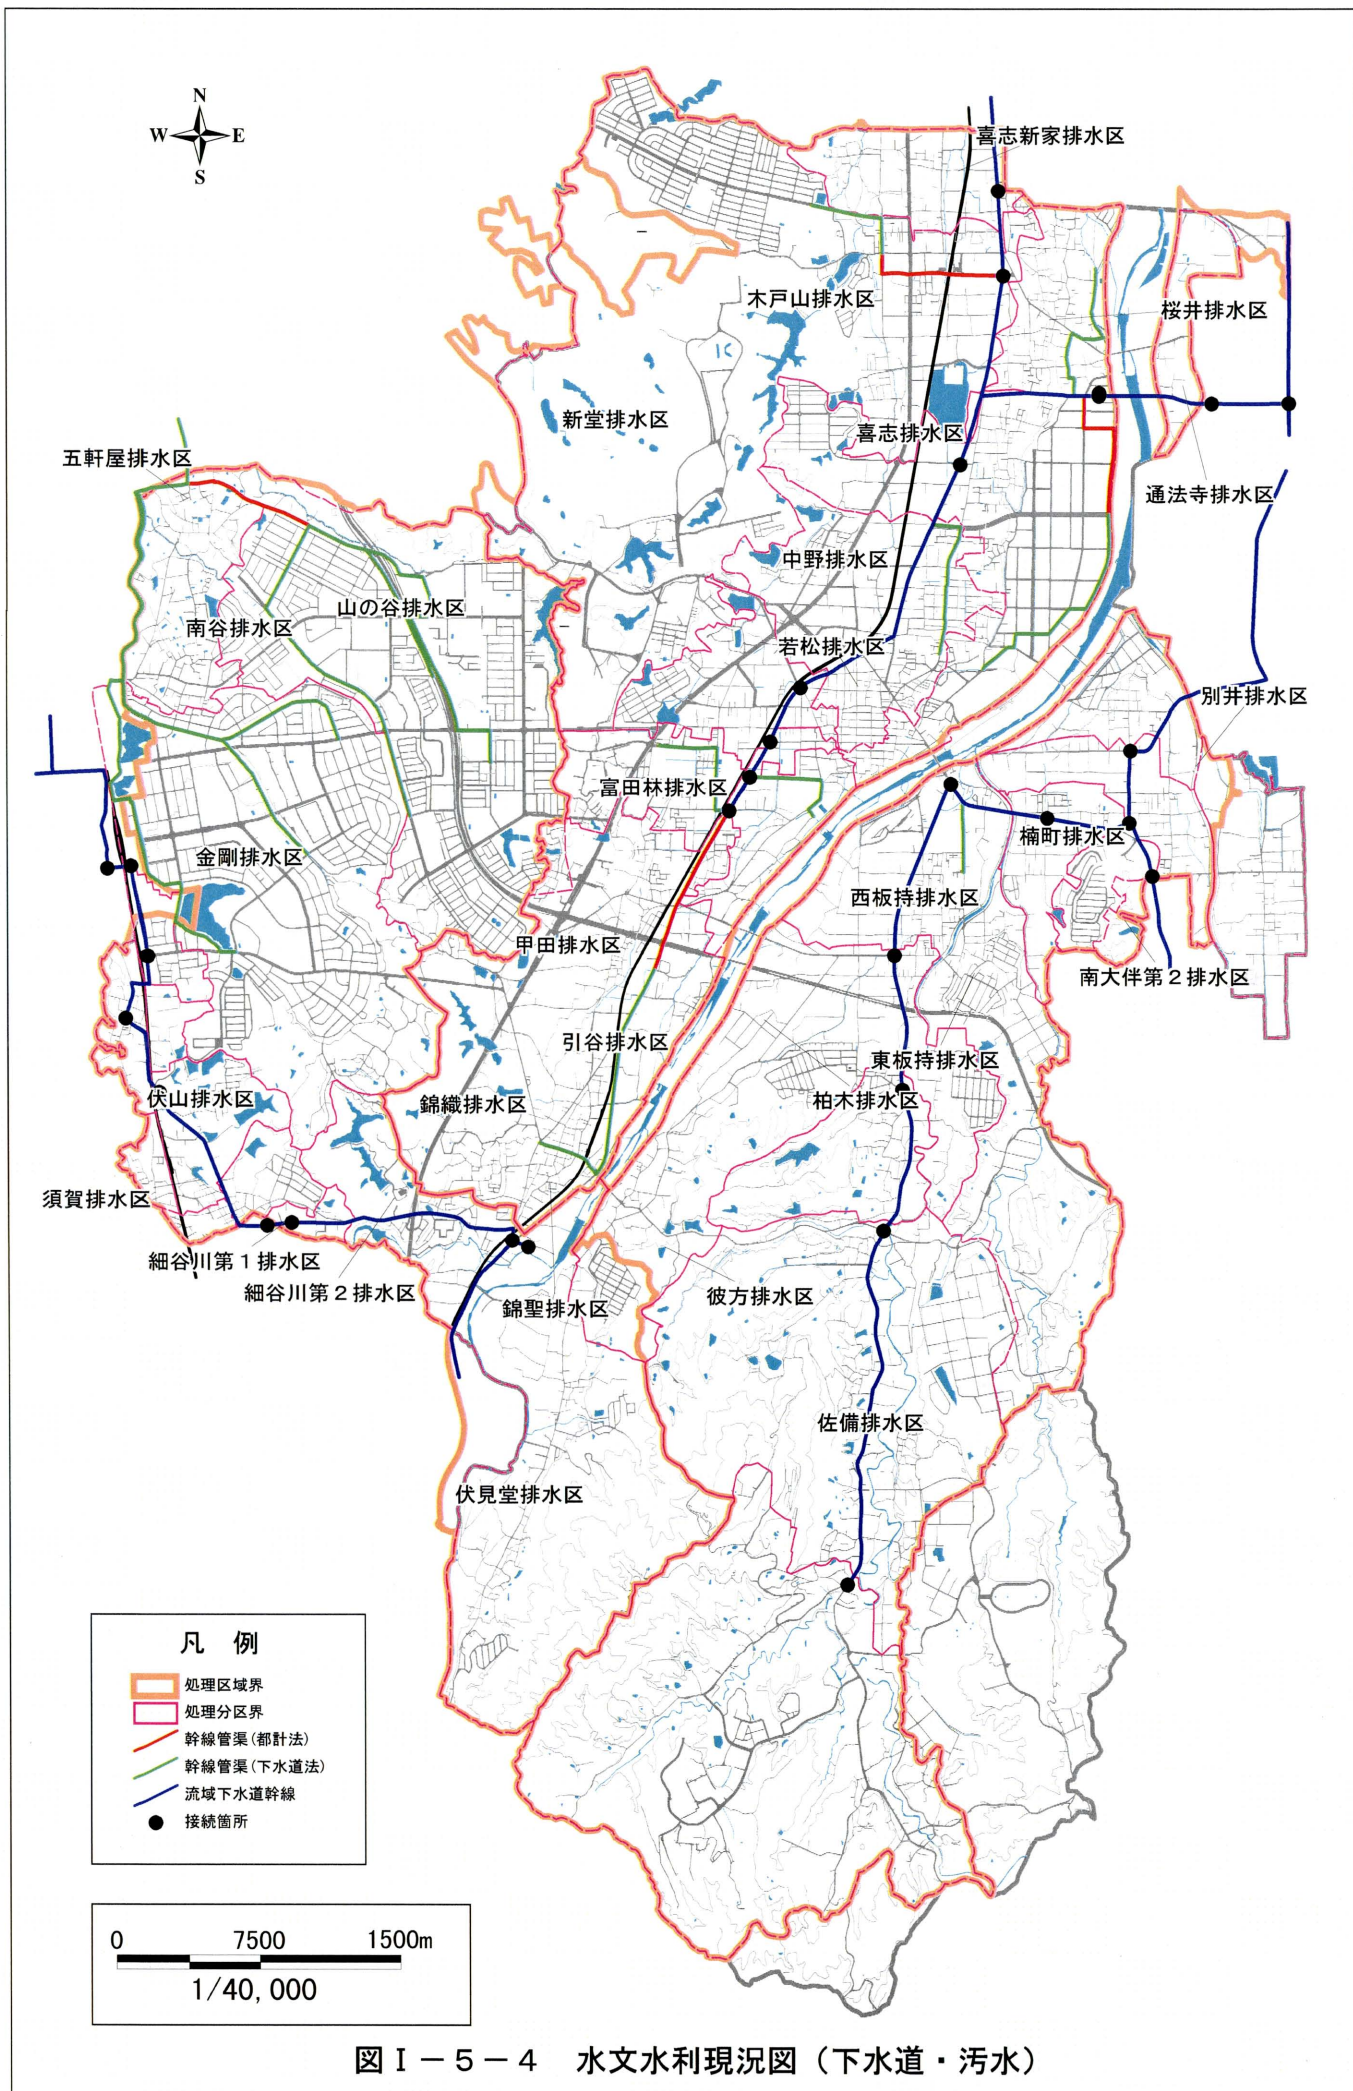 N
W E
S
喜志新家排水区
木戸山排水区
桜井排水区
新堂排水区
喜志排水区
五軒屋排水区
通法寺排水区
中野排水区
山の谷排水区
南谷排水区
若松排水区
別井排水区
富田林排水区
楠町排水区
金剛排水区
西板持排水区
甲田排水区
南大伴第2排水区
引谷排水区
東板持排水区
伏山排水区
錦織排水区
柏木排水区
須賀排水区
細谷川第1排水区
細谷川第2排水区
錦聖排水区
彼方排水区
佐備排水区
伏見堂排水区
凡 例
処理区域界
処理分区界
幹線管渠(都計法)
幹線管渠(下水道法)
流域下水道幹線
接続箇所
0 7500 1500m
1/40,000
図Ⅰ－5－4 水文水利現況図（下水道・汚水）